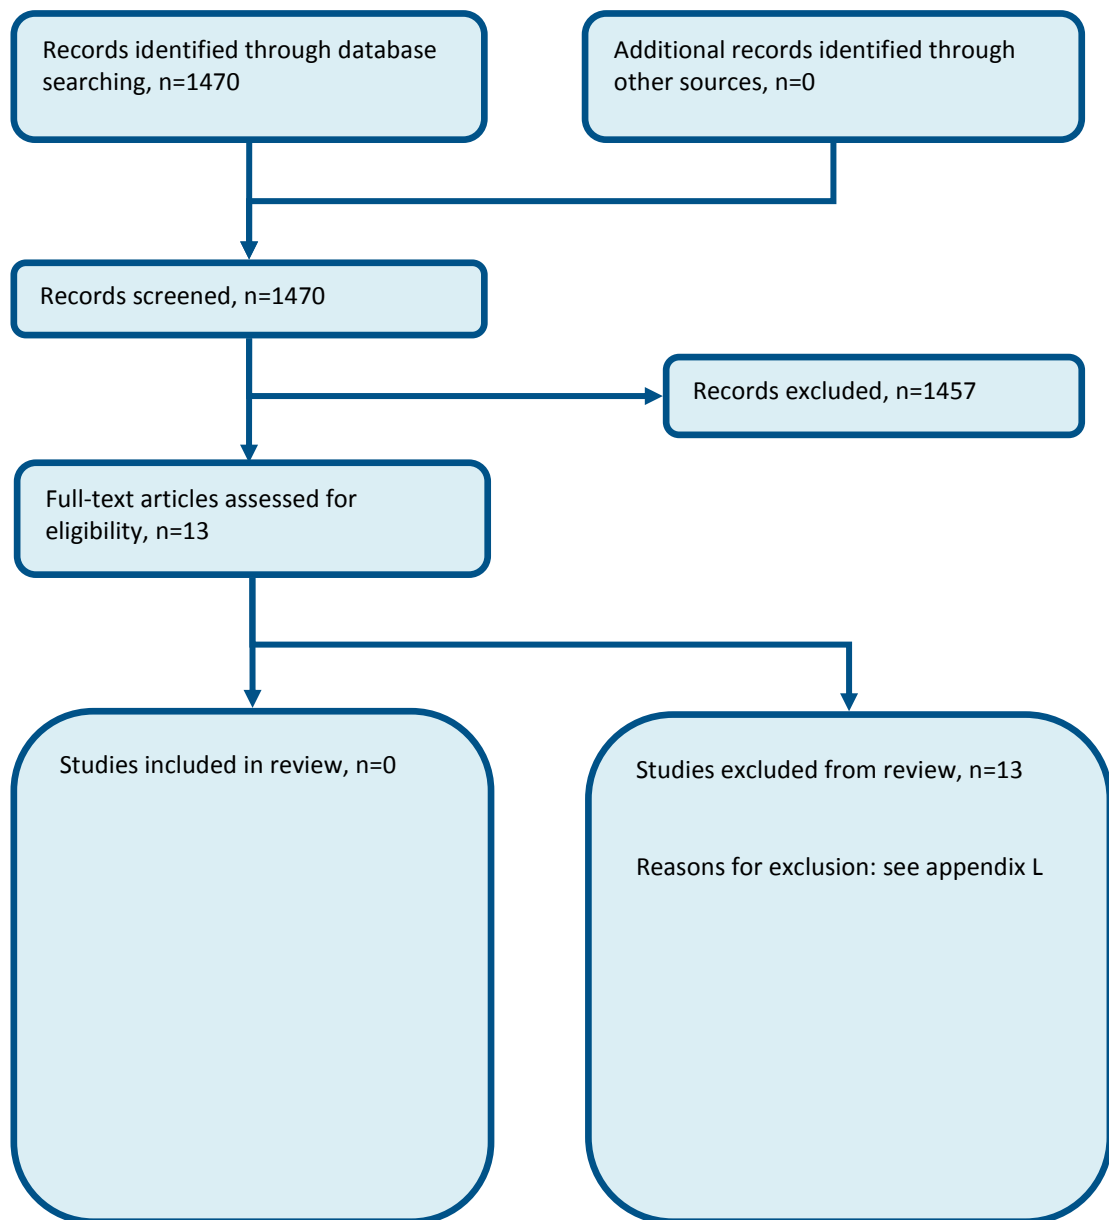 Records identified through database
searching, n=1470
Additional records identified through
other sources, n=0
Records screened, n=1470
Records excluded, n=1457
Full-text articles assessed for
eligibility, n=13
Studies included in review, n=0
Studies excluded from review, n=13
Reasons for exclusion: see appendix L